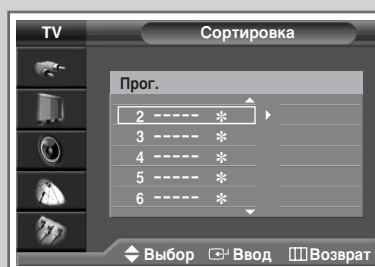 TV Сортировка
Прог.
2 ----- ✻
3 ----- ✻
4 ----- ✻
5 ----- ✻
6 ----- ✻
Выбор Ввод Возврат